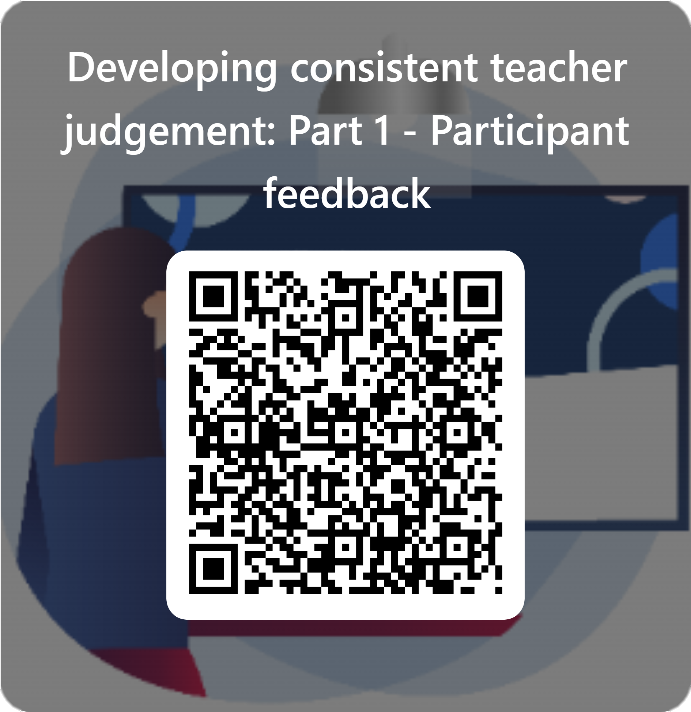 Developing consistent teacher
judgement: Part 1 - Participant
feedback